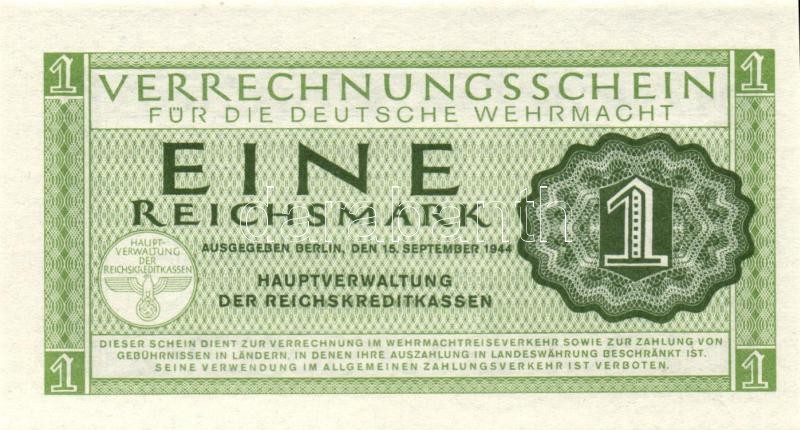 1 1
VERRECHNUNGSSCHEIN
FÜR DIE DEUTSCHE WEHRMACHT
EINE
REICHSMARK
AUSGEGEBEN BERLIN, DEN 15. SEPTEMBER 1944
HAUPT-
VERWALTUNG
DER
REICHSKREDITKASSEN
HAUPTVERWALTUNG
DER REICHSKREDITKASSEN
1
DIESER SCHEIN DIENT ZUR VERRECHNUNG IM WEHRMACHTREISEVERKEHR SOWIE ZUR ZAHLUNG VON
GEBÜHRNISSEN IN LÄNDERN, IN DENEN IHRE AUSZAHLUNG IN LANDESWÄHRUNG BESCHRÄNKT IST.
SEINE VERWENDUNG IM ALLGEMEINEN ZAHLUNGSVERKEHR IST VERBOTEN.
1 1